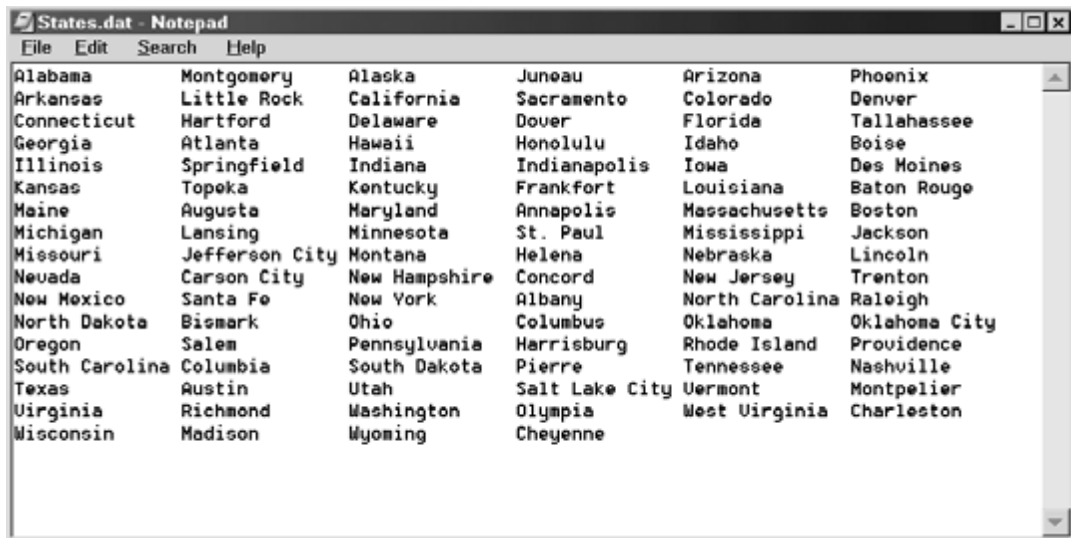 States.dat - Notepad
File Edit Search Help
Alabama Montgomery Alaska Juneau Arizona Phoenix
Arkansas Little Rock California Sacramento Colorado Denver
Connecticut Hartford Delaware Dover Florida Tallahassee
Georgia Atlanta Hawaii Honolulu Idaho Boise
Illinois Springfield Indiana Indianapolis Iowa Des Moines
Kansas Topeka Kentucky Frankfort Louisiana Baton Rouge
Maine Augusta Maryland Annapolis Massachusetts Boston
Michigan Lansing Minnesota St. Paul Mississippi Jackson
Missouri Jefferson City Montana Helena Nebraska Lincoln
Nevada Carson City New Hampshire Concord New Jersey Trenton
New Mexico Santa Fe New York Albany North Carolina Raleigh
North Dakota Bismark Ohio Columbus Oklahoma Oklahoma City
Oregon Salem Pennsylvania Harrisburg Rhode Island Providence
South Carolina Columbia South Dakota Pierre Tennessee Nashville
Texas Austin Utah Salt Lake City Vermont Montpelier
Virginia Richmond Washington Olympia West Virginia Charleston
Wisconsin Madison Wyoming Cheyenne